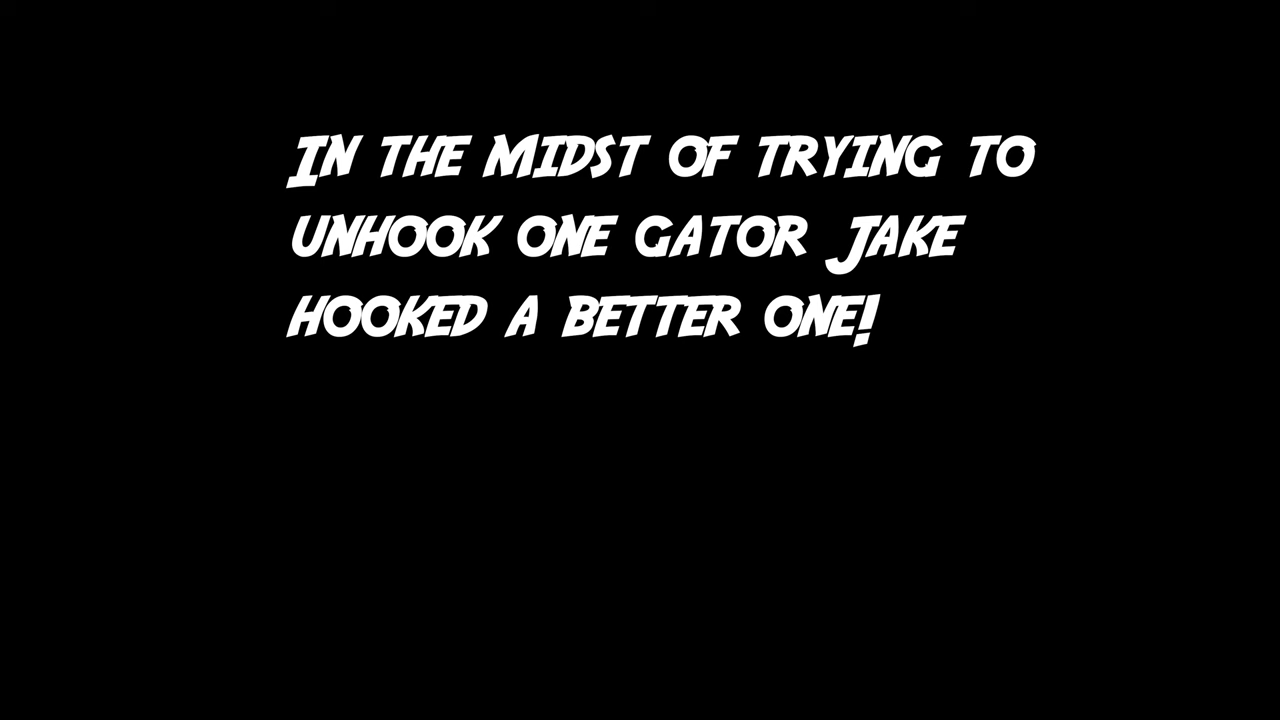 In the midst of trying to
unhook one gator Jake
hooked a better one!